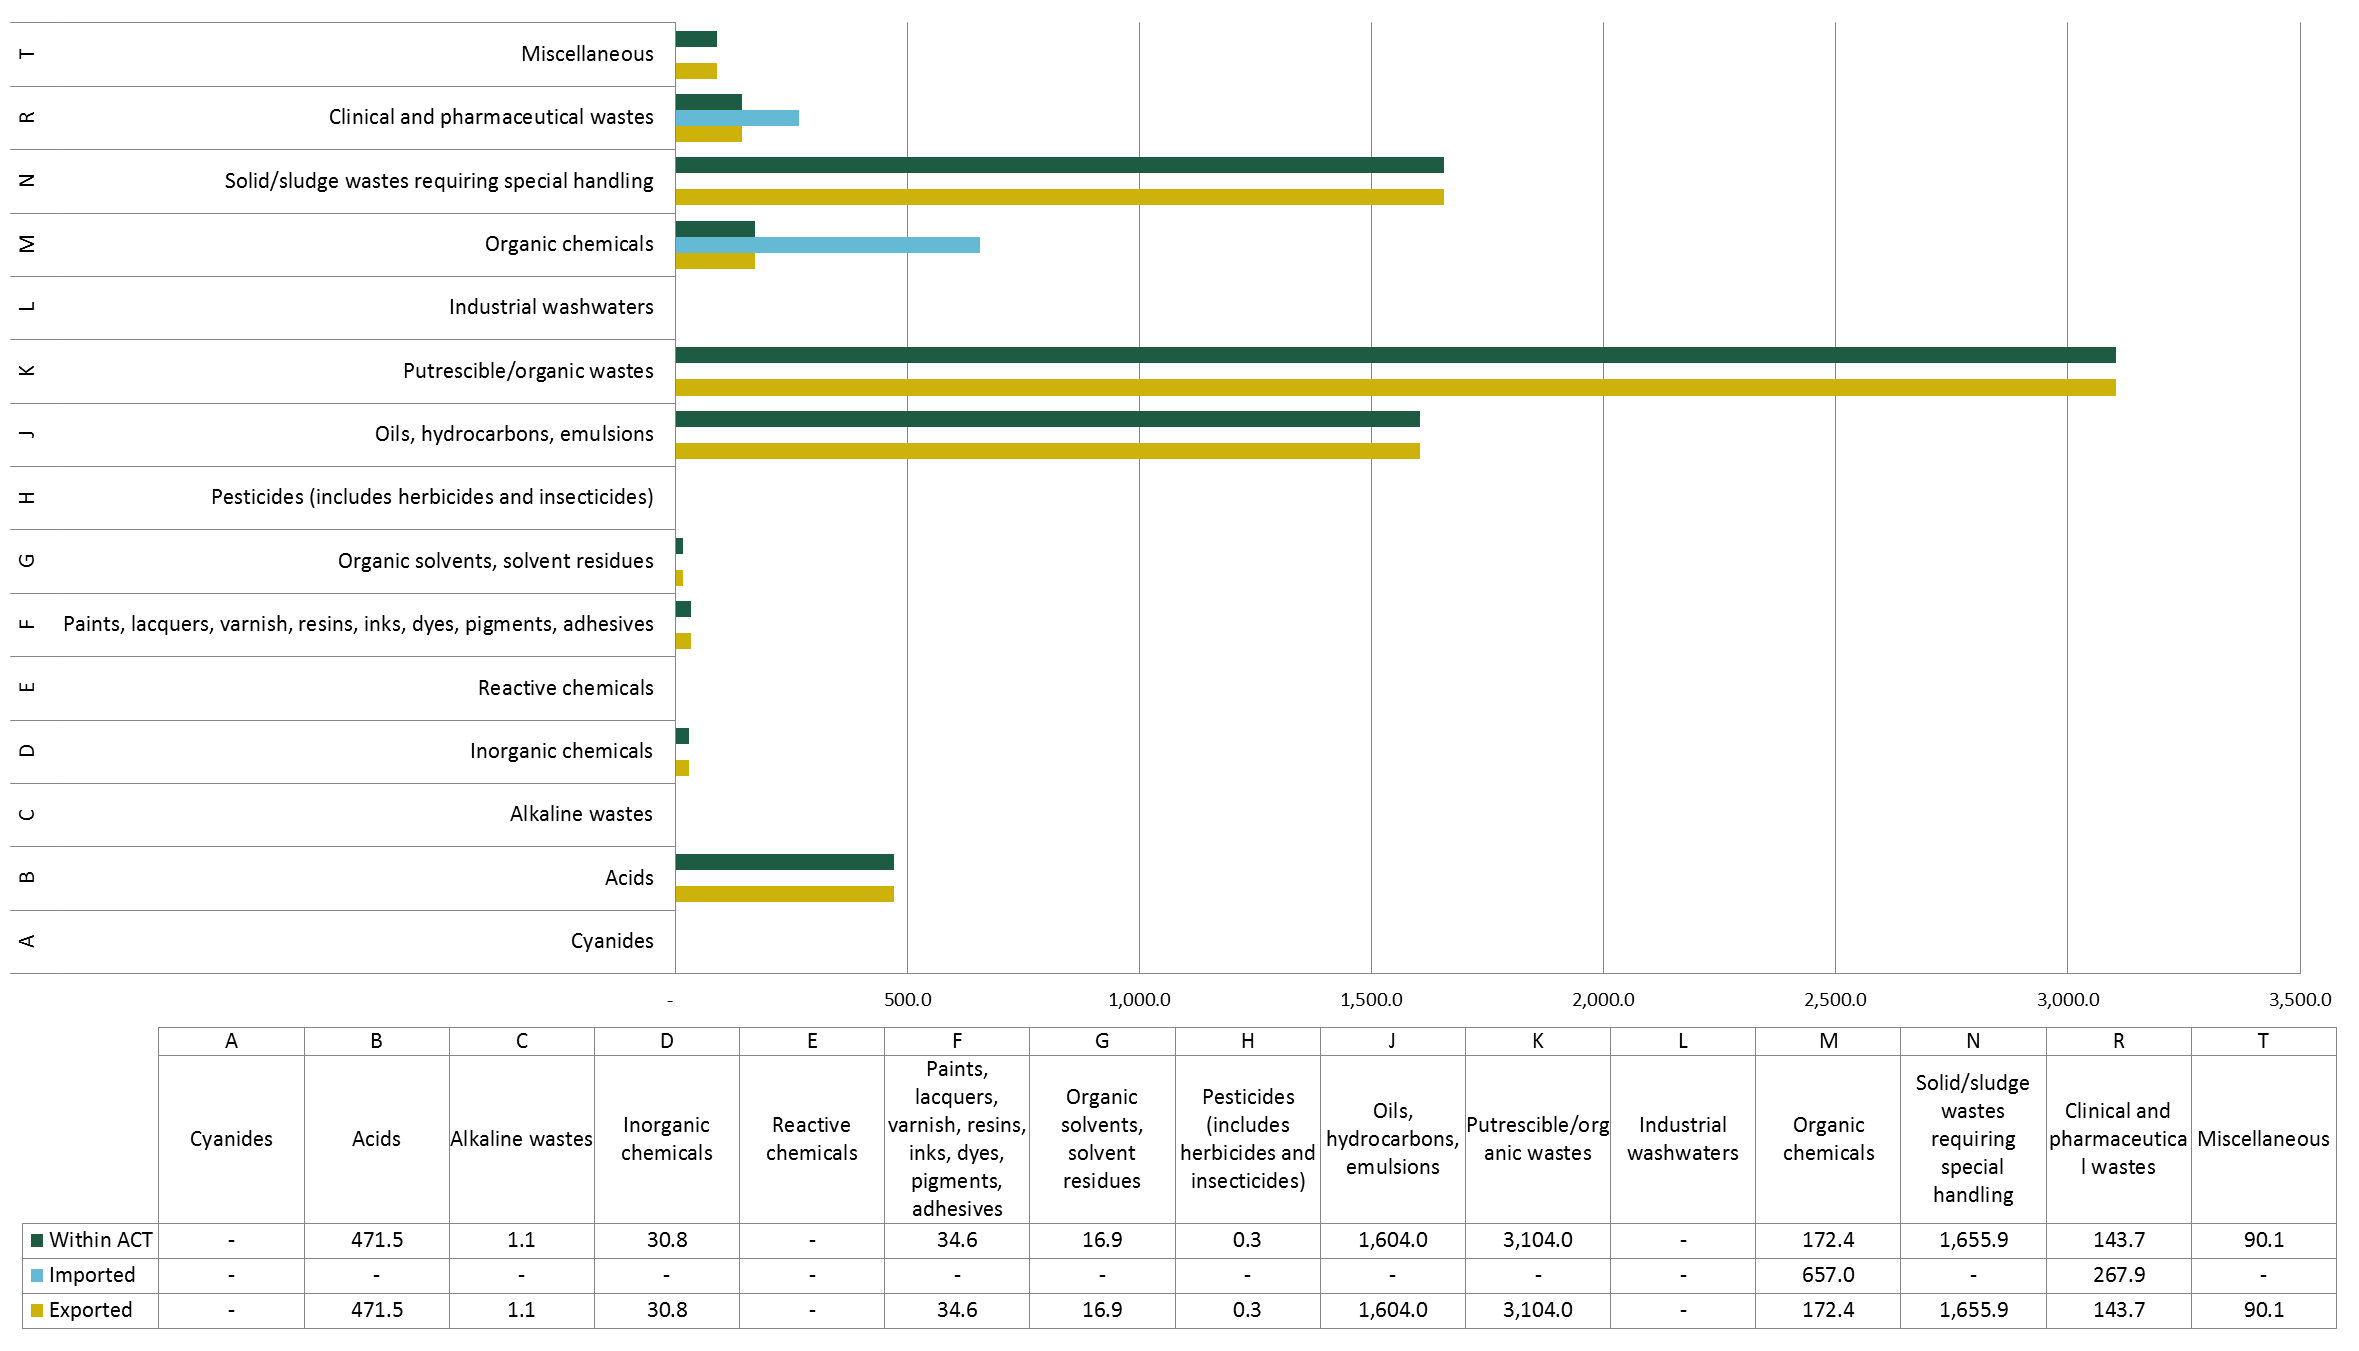 T Miscellaneous
R Clinical and pharmaceutical wastes
N Solid/sludge wastes requiring special handling
M Organic chemicals
L Industrial washwaters
K Putrescible/organic wastes
J Oils, hydrocarbons, emulsions
H Pesticides (includes herbicides and insecticides)
G Organic solvents, solvent residues
F Paints, lacquers, varnish, resins, inks, dyes, pigments, adhesives
E Reactive chemicals
D Inorganic chemicals
C Alkaline wastes
B Acids
A Cyanides
- 500.0 1,000.0 1,500.0 2,000.0 2,500.0 3,000.0 3,500.0
A B C D E F G H J K L M N R T
Cyanides
Acids
Alkaline wastes
Inorganic
chemicals
Reactive
chemicals
Paints,
lacquers,
varnish, resins,
inks, dyes,
pigments,
adhesives
Organic
solvents,
solvent
residues
Pesticides
(includes
herbicides and
insecticides)
Oils,
hydrocarbons,
emulsions
Putrescible/org
anic wastes
Industrial
washwaters
Organic
chemicals
Solid/sludge
wastes
requiring
special
handling
Clinical and
pharmaceutica
l wastes
Miscellaneous
Within ACT - 471.5 1.1 30.8 - 34.6 16.9 0.3 1,604.0 3,104.0 - 172.4 1,655.9 143.7 90.1
Imported - - - - - - - - - - - 657.0 - 267.9 -
Exported - 471.5 1.1 30.8 - 34.6 16.9 0.3 1,604.0 3,104.0 - 172.4 1,655.9 143.7 90.1